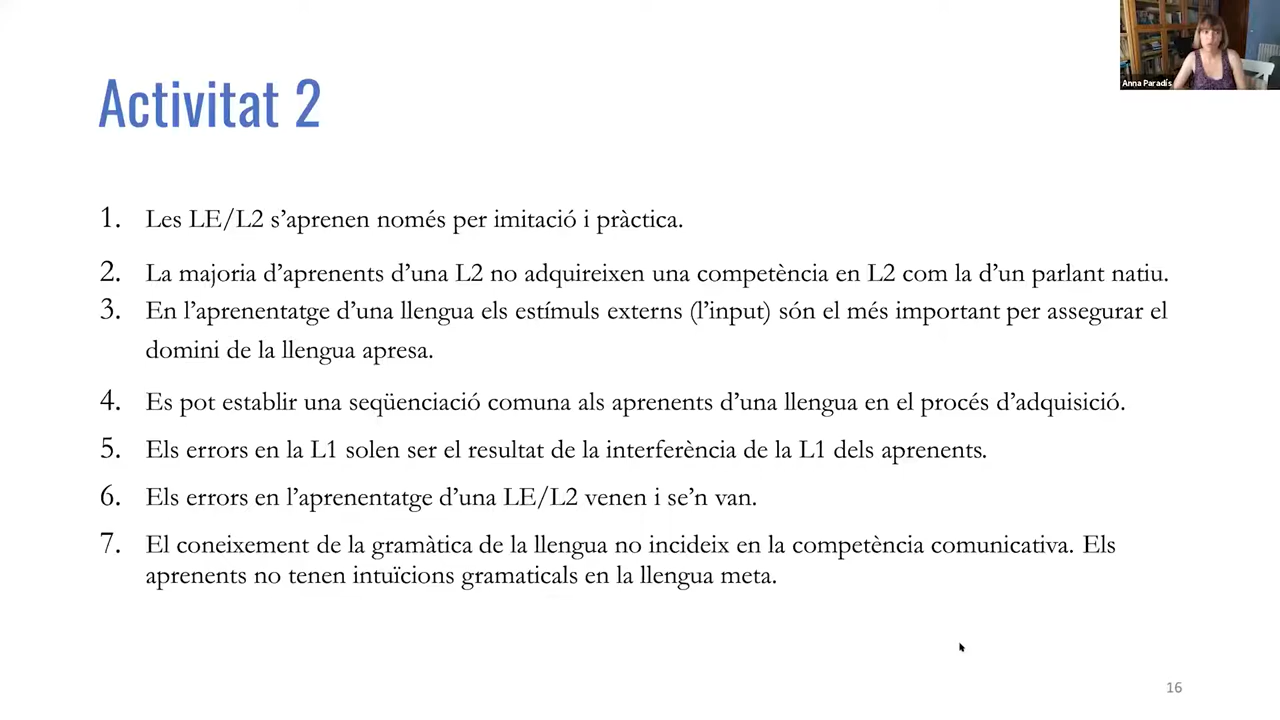 Anna Paradís
Activitat 2
1. Les LE/L2 s’aprenen només per imitació i pràctica.
2. La majoria d’aprenents d’una L2 no adquireixen una competència en L2 com la d’un parlant natiu.
3. En l’aprenentatge d’una llengua els estímuls externs (l’input) són el més important per assegurar el
domini de la llengua apresa.
4. Es pot establir una seqüenciació comuna als aprenents d’una llengua en el procés d’adquisició.
5. Els errors en la L1 solen ser el resultat de la interferència de la L1 dels aprenents.
6. Els errors en l’aprenentatge d’una LE/L2 venen i se’n van.
7. El coneixement de la gramàtica de la llengua no incideix en la competència comunicativa. Els
aprenents no tenen intuïcions gramaticals en la llengua meta.
16